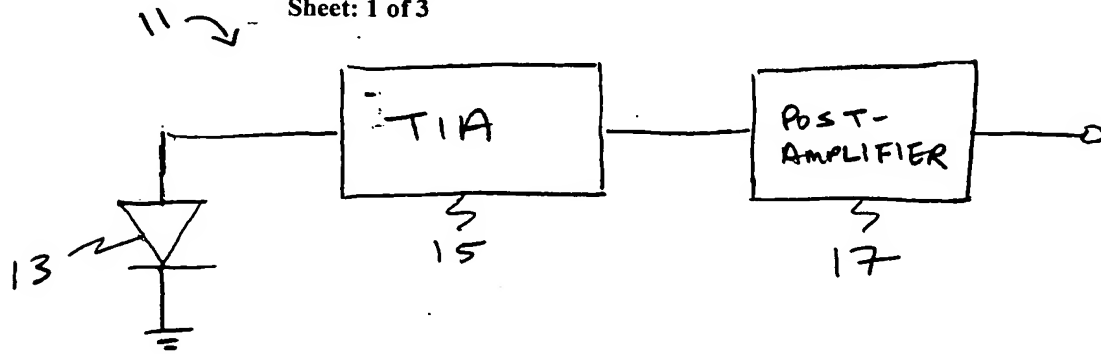 Sheet: 1 of 3
11
TIA
POST-
AMPLIFIER
13
15
17